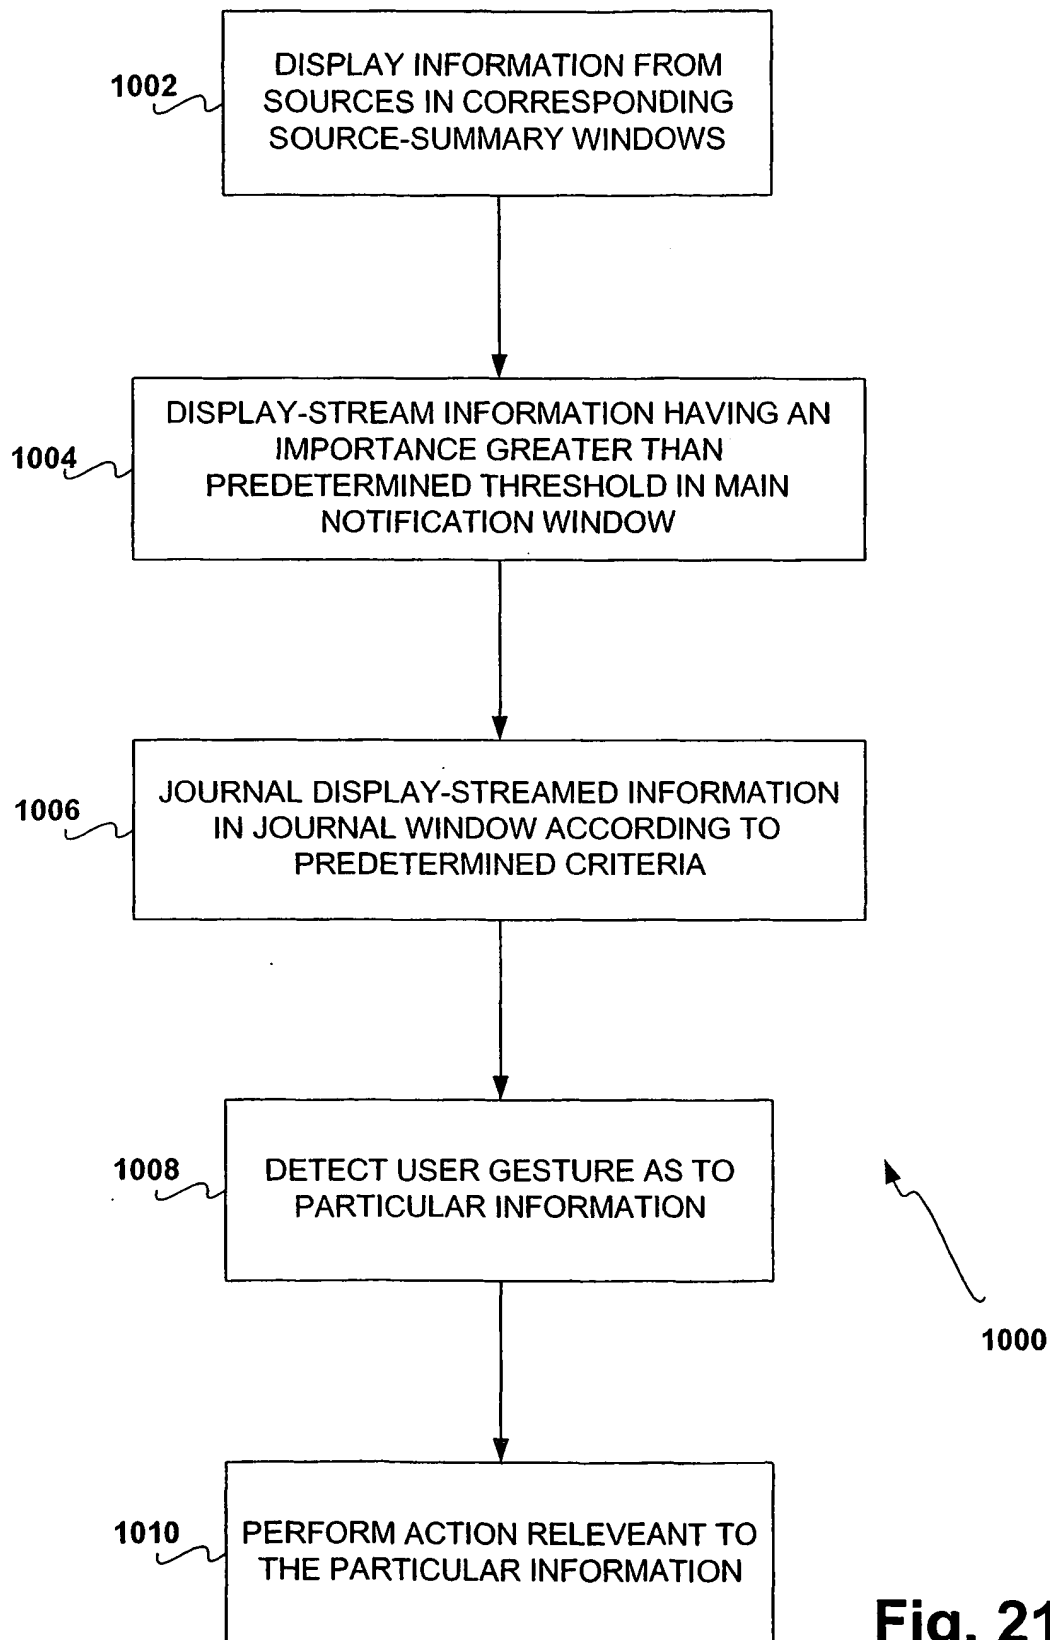 1002
DISPLAY INFORMATION FROM
SOURCES IN CORRESPONDING
SOURCE-SUMMARY WINDOWS
1004
DISPLAY-STREAM INFORMATION HAVING AN
IMPORTANCE GREATER THAN
PREDETERMINED THRESHOLD IN MAIN
NOTIFICATION WINDOW
1006
JOURNAL DISPLAY-STREAMED INFORMATION
IN JOURNAL WINDOW ACCORDING TO
PREDETERMINED CRITERIA
1008
DETECT USER GESTURE AS TO
PARTICULAR INFORMATION
1000
1010
PERFORM ACTION RELEVEANT TO
THE PARTICULAR INFORMATION
Fig. 21